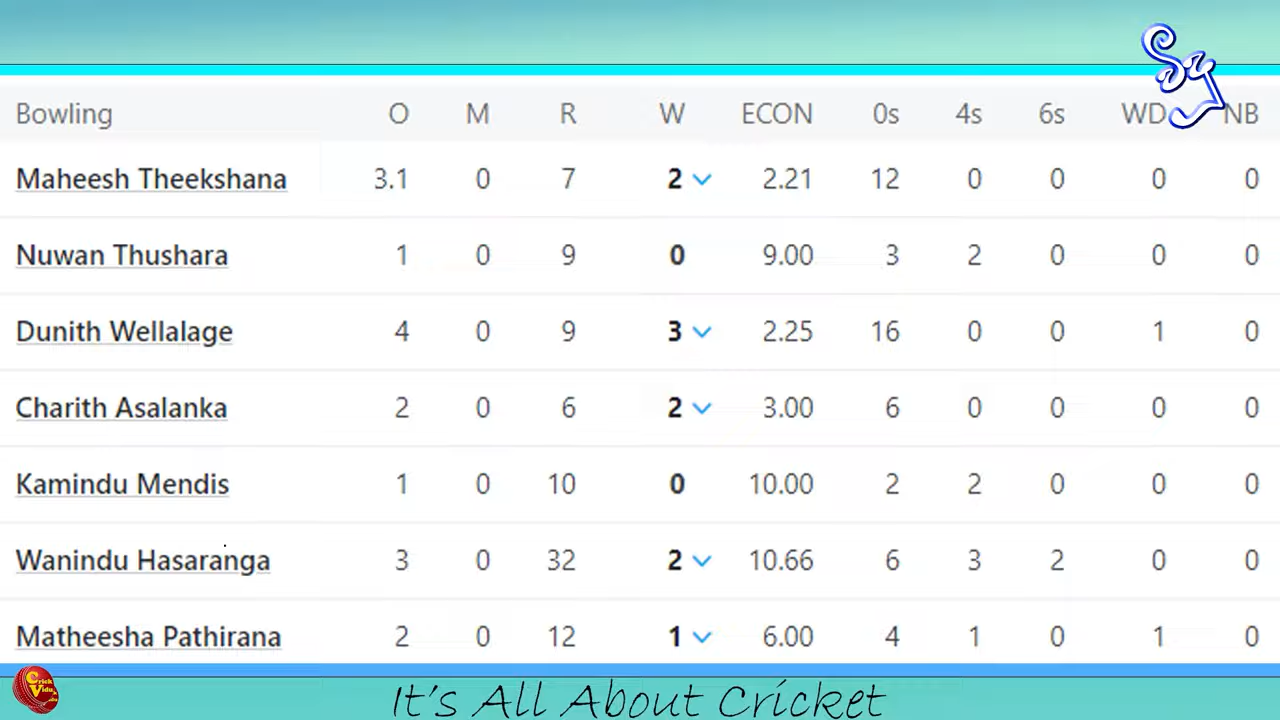 Bowling O M R W ECON 0s 4s 6s WD NB
Maheesh Theekshana 3.1 0 7 2 2.21 12 0 0 0 0
Nuwan Thushara 1 0 9 0 9.00 3 2 0 0 0
Dunith Wellalage 4 0 9 3 2.25 16 0 0 1 0
Charith Asalanka 2 0 6 2 3.00 6 0 0 0 0
Kamindu Mendis 1 0 10 0 10.00 2 2 0 0 0
Wanindu Hasaranga 3 0 32 2 10.66 6 3 2 0 0
Matheesha Pathirana 2 0 12 1 6.00 4 1 0 1 0
Crick
Vidu
It's All About Cricket